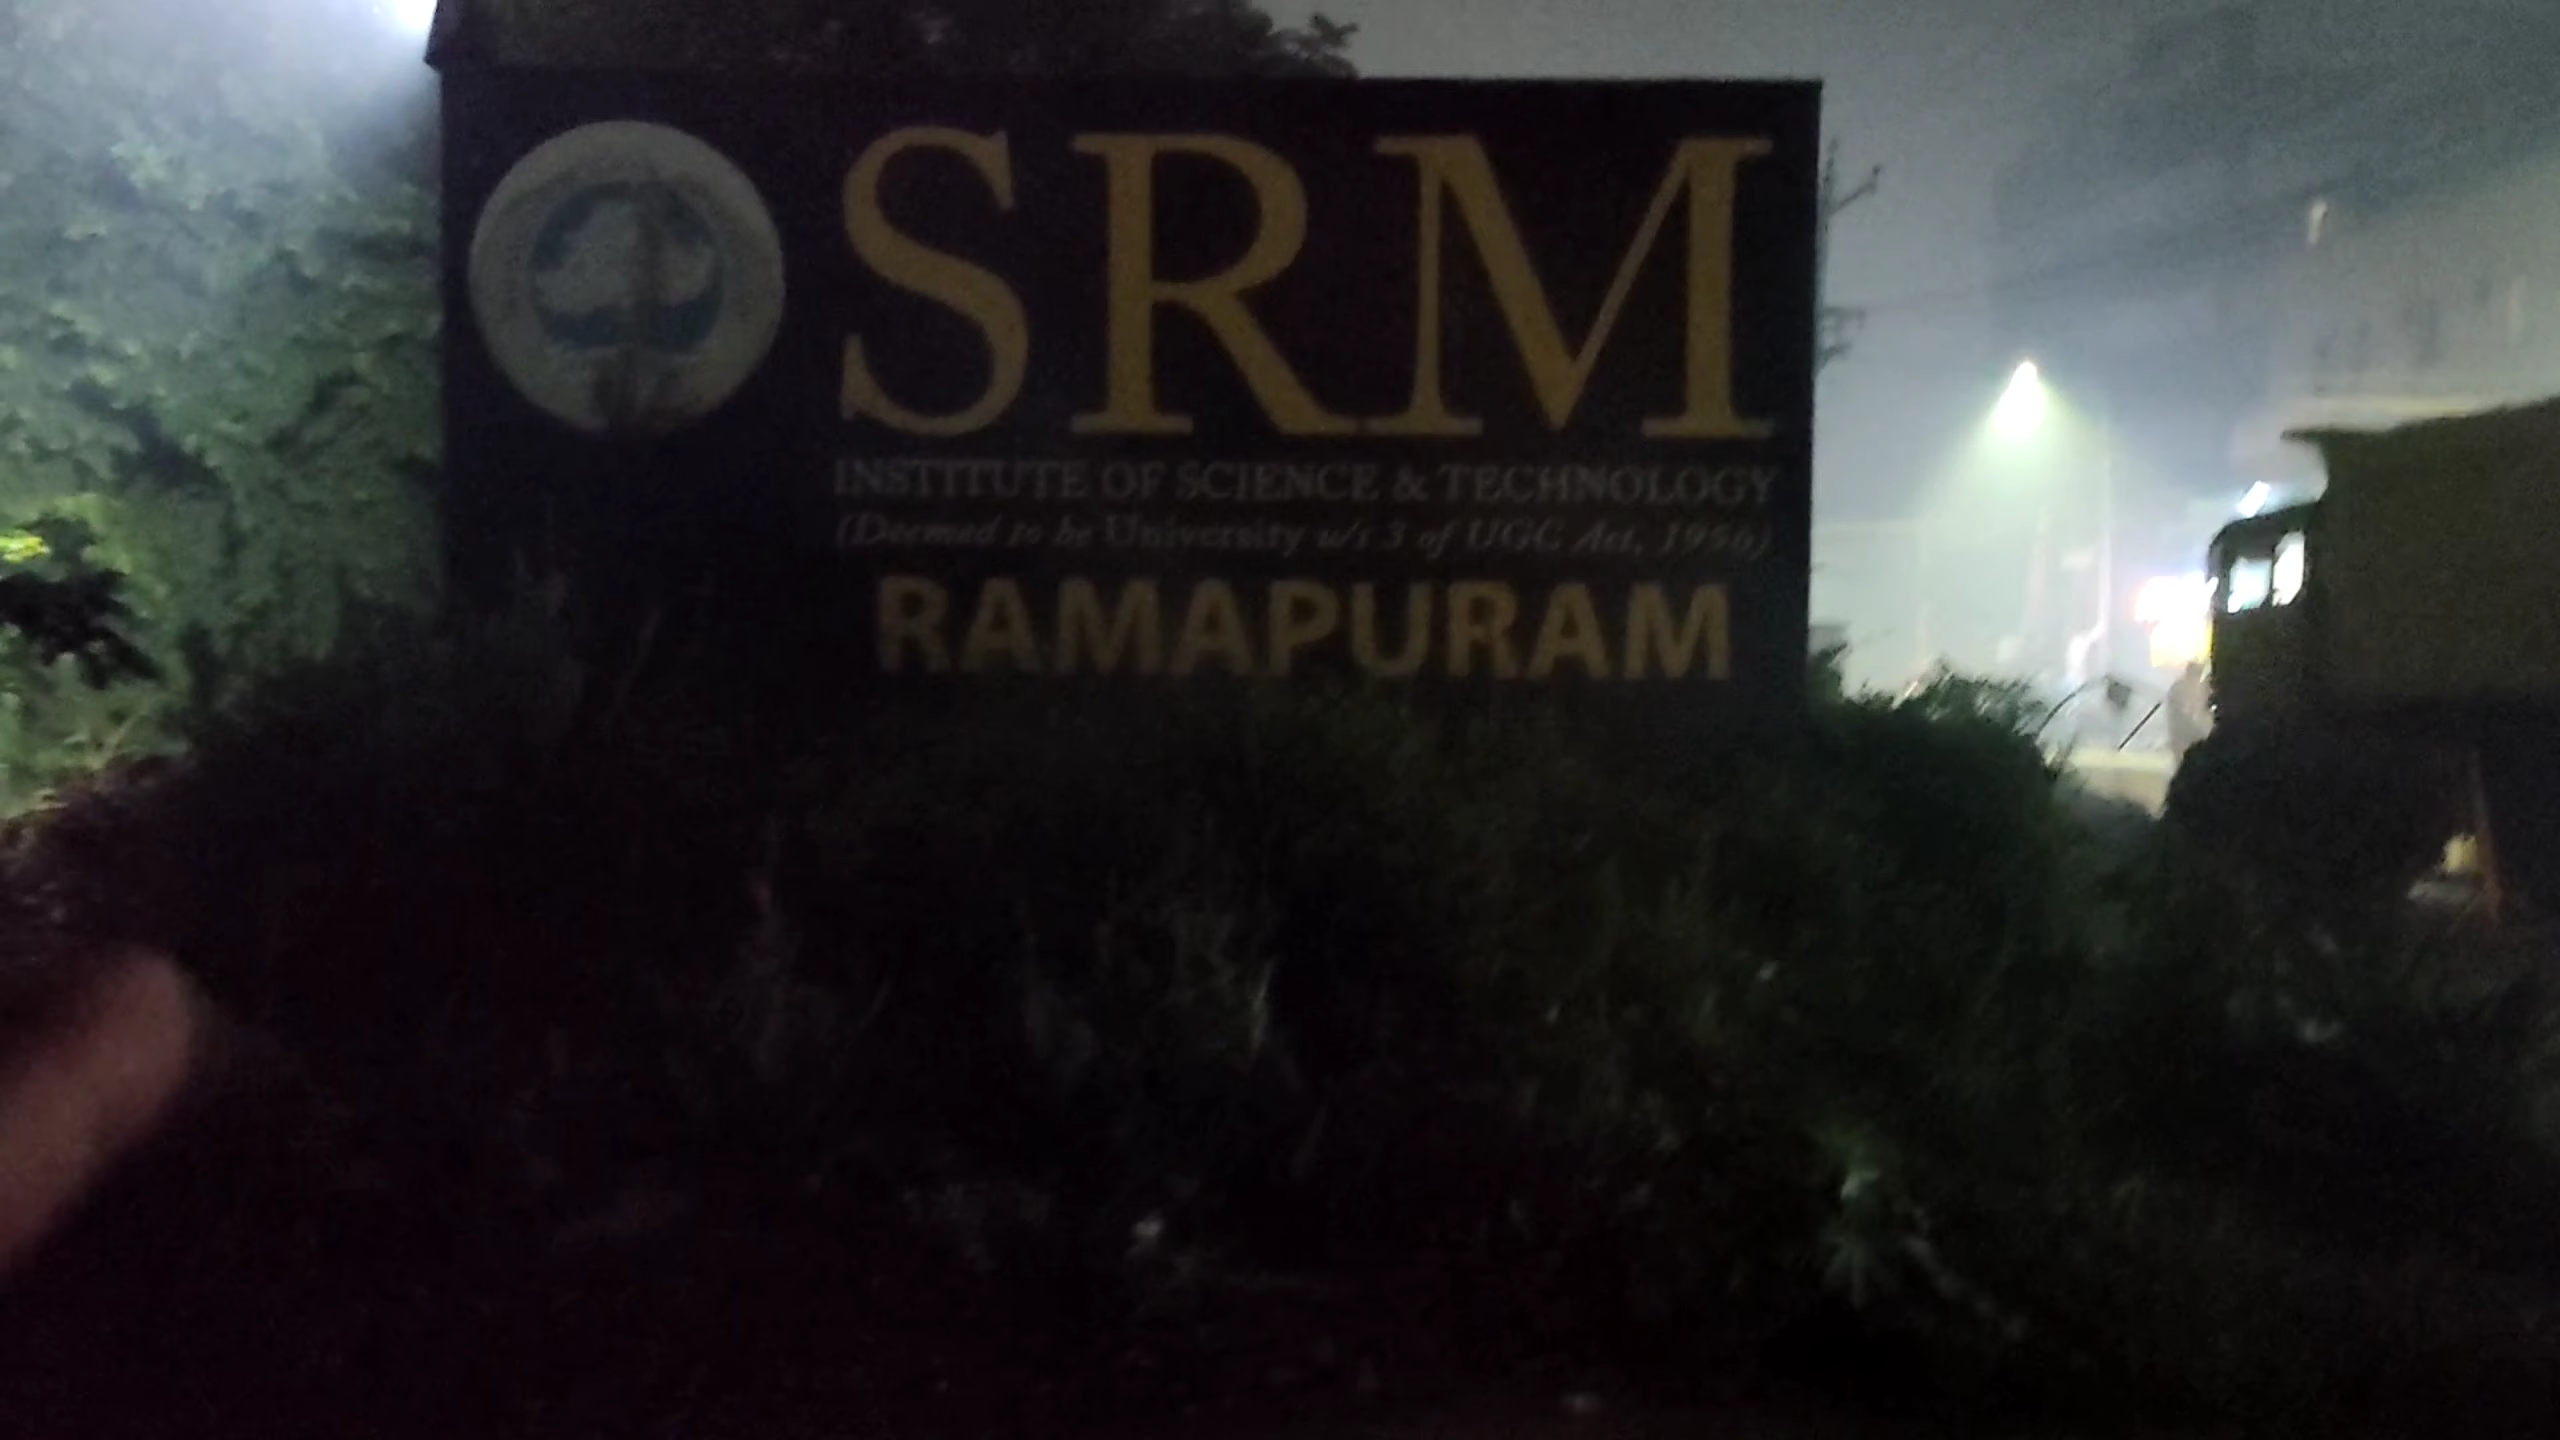 SRM
INSTITUTE OF SCIENCE & TECHNOLOGY
(Deemed to be University u/s 3 of UGC Act, 1956)
RAMAPURAM